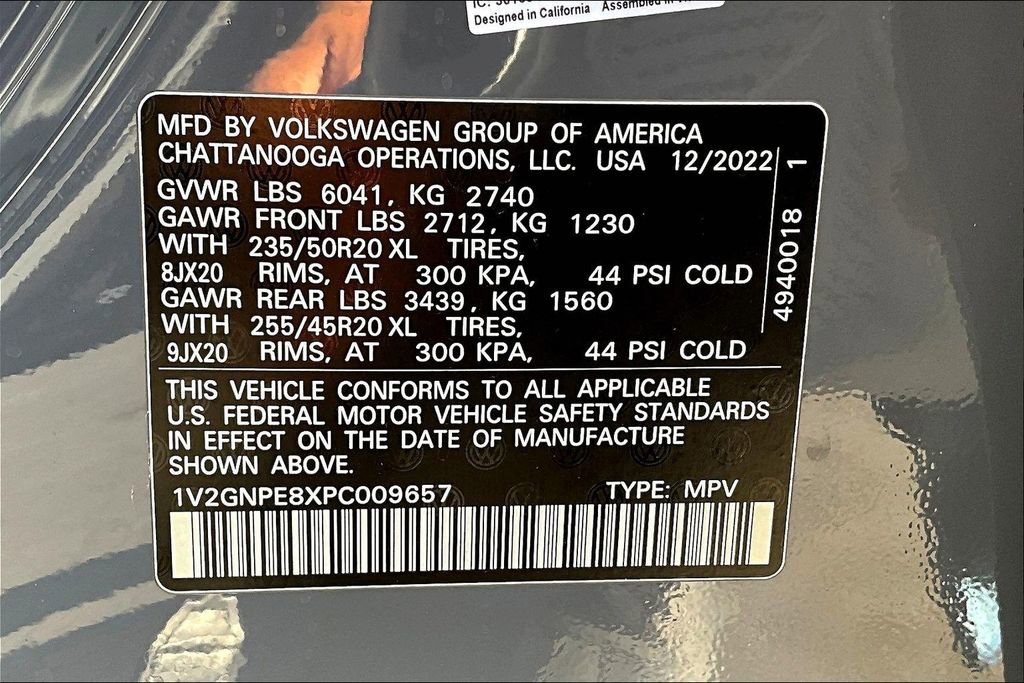 Designed in California Assembled in
MFD BY VOLKSWAGEN GROUP OF AMERICA
CHATTANOOGA OPERATIONS, LLC. USA 12/2022
GVWR LBS 6041, KG 2740
GAWR FRONT LBS 2712, KG 1230
WITH 235/50R20 XL TIRES,
8JX20 RIMS, AT 300 KPA, 44 PSI COLD
GAWR REAR LBS 3439, KG 1560
WITH 255/45R20 XL TIRES,
9JX20 RIMS, AT 300 KPA, 44 PSI COLD
4940018 1
THIS VEHICLE CONFORMS TO ALL APPLICABLE
U.S. FEDERAL MOTOR VEHICLE SAFETY STANDARDS
IN EFFECT ON THE DATE OF MANUFACTURE
SHOWN ABOVE.
1V2GNPE8XPC009657 TYPE: MPV